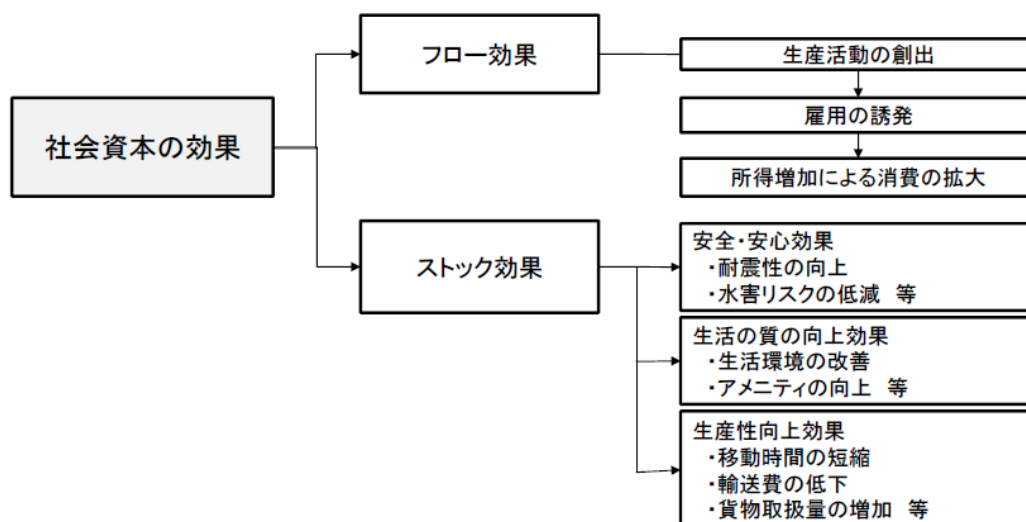 社会資本の効果
フロー効果
生産活動の創出
雇用の誘発
所得増加による消費の拡大
ストック効果
安全・安心効果
・耐震性の向上
・水害リスクの低減 等
生活の質の向上効果
・生活環境の改善
・アメニティの向上 等
生産性向上効果
・移動時間の短縮
・輸送費の低下
・貨物取扱量の増加 等